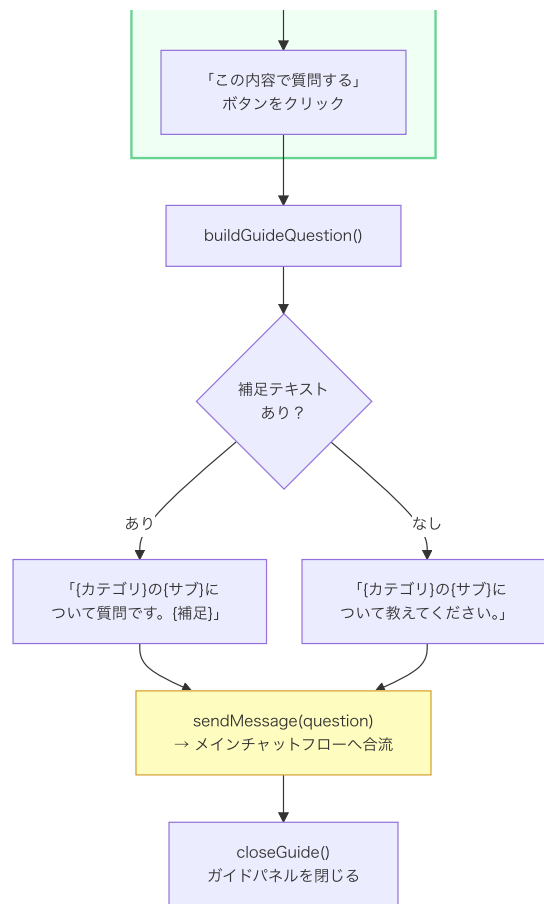 「この内容で質問する」
ボタンをクリック
buildGuideQuestion()
補足テキスト
あり？
あり
なし
「{カテゴリ}の{サブ}に
ついて質問です。{補足}」
「{カテゴリ}の{サブ}に
ついて教えてください。」
sendMessage(question)
→ メインチャットフローへ合流
closeGuide()
ガイドパネルを閉じる